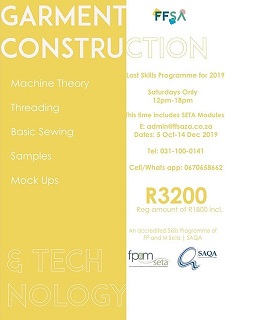 FFSA
GARMENT
CONSTRUCTION
Machine Theory
Threading
Basic Sewing
Samples
Mock Ups
Last Skills Programme for 2019
Saturdays Only
12pm-18pm
This time includes SETA Modules
E: admin@ffsaza.co.za
Dates: 5 Oct-14 Dec 2019
Tel: 031-100-0141
Cell/Whats app: 0670658662
R3200
Reg amount of R1800 incl.
An accredited Skills Programme of
FP and M Seta | SAQA
fp&m
seta
SAQA
& TECH
NOLOGY